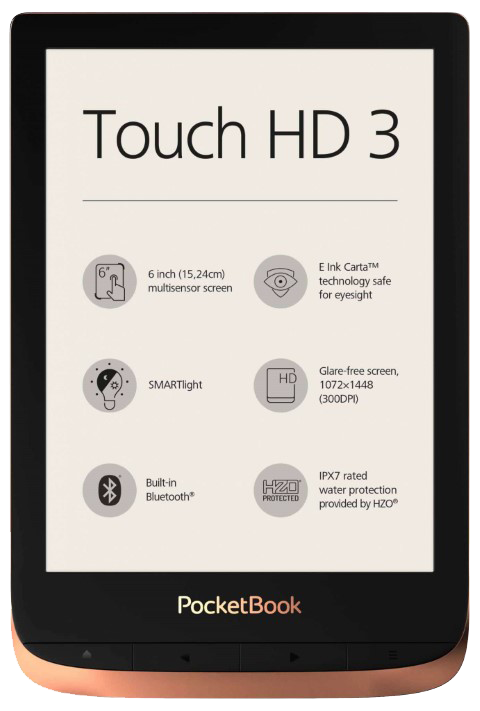 Touch HD 3
6"
6 inch (15,24cm)
multisensor screen
E Ink Carta™
technology safe
for eyesight
SMARTlight
HD
Glare-free screen,
1072×1448
(300DPI)
Built-in
Bluetooth®
HZO
PROTECTED
IPX7 rated
water protection
provided by HZO®
PocketBook